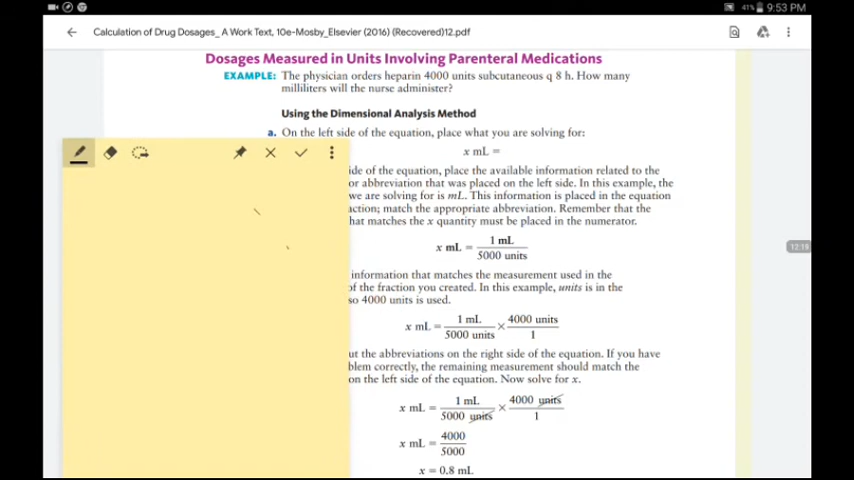 41% 9:53 PM
Calculation of Drug Dosages_ A Work Text, 10e-Mosby_Elsevier (2016) (Recovered)12.pdf
Dosages Measured in Units Involving Parenteral Medications
EXAMPLE: The physician orders heparin 4000 units subcutaneous q 8 h. How many
milliliters will the nurse administer?
Using the Dimensional Analysis Method
a. On the left side of the equation, place what you are solving for:
x mL =
ide of the equation, place the available information related to the
or abbreviation that was placed on the left side. In this example, the
we are solving for is mL. This information is placed in the equation
action; match the appropriate abbreviation. Remember that the
hat matches the x quantity must be placed in the numerator.
x mL = 1 mL / 5000 units
information that matches the measurement used in the
of the fraction you created. In this example, units is in the
so 4000 units is used.
x mL = 1 mL / 5000 units × 4000 units / 1
ut the abbreviations on the right side of the equation. If you have
blem correctly, the remaining measurement should match the
on the left side of the equation. Now solve for x.
x mL = 1 mL / 5000 units × 4000 units / 1
x mL = 4000 / 5000
x = 0.8 mL